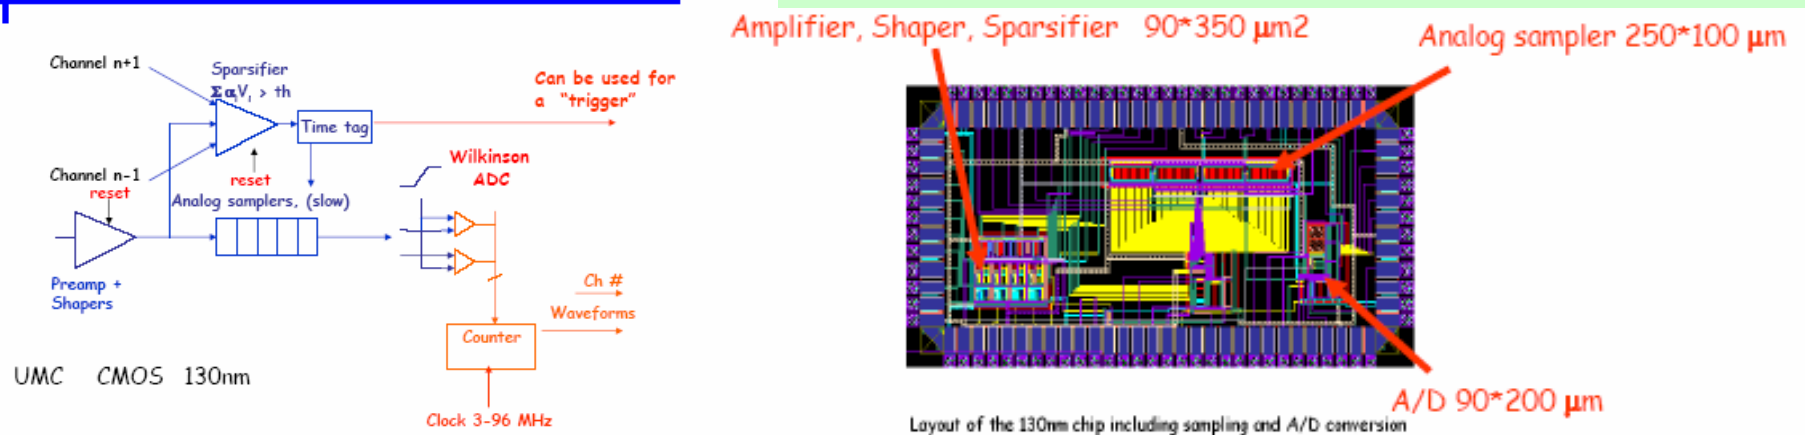 Channel n+1
Sparsifier
Σ αiVi > th
Can be used for
a “trigger”
Time tag
Channel n-1
reset
reset
Analog samplers, (slow)
Wilkinson
ADC
Preamp +
Shapers
Ch #
Waveforms
Counter
UMC CMOS 130nm
Clock 3-96 MHz
Amplifier, Shaper, Sparsifier 90*350 μm2
Analog sampler 250*100 μm
A/D 90*200 μm
Layout of the 130nm chip including sampling and A/D conversion